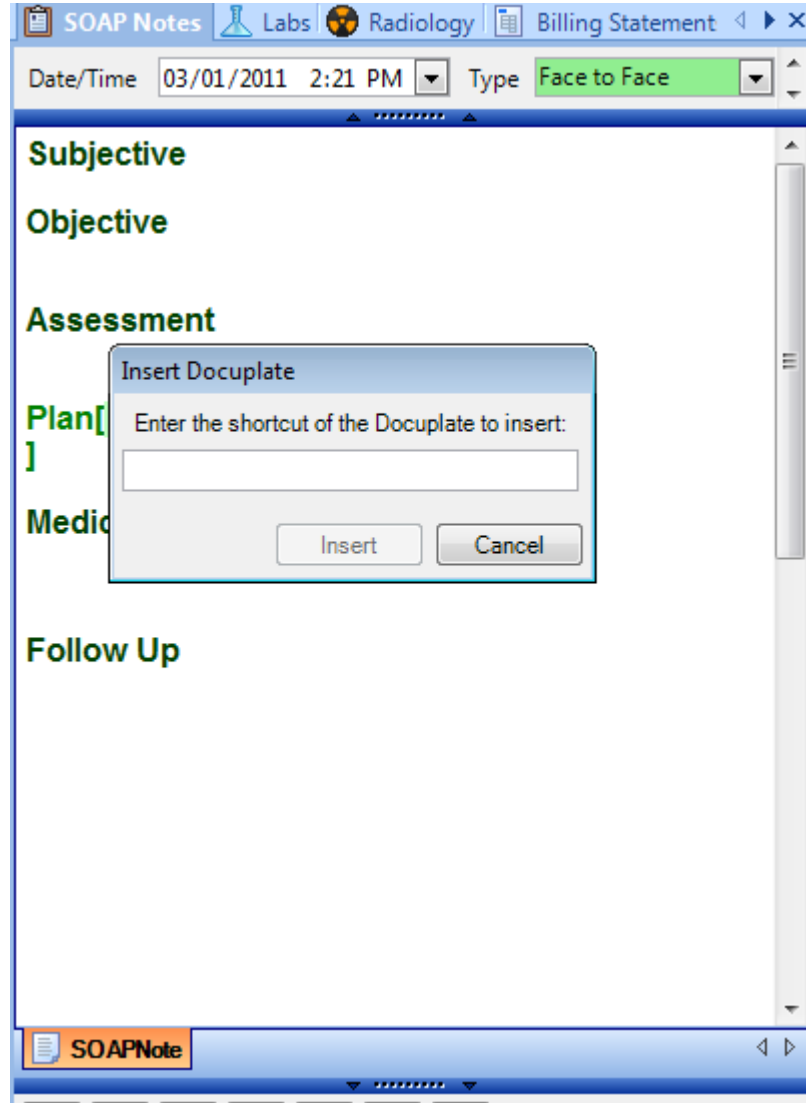 SOAP Notes Labs Radiology Billing Statement
Date/Time 03/01/2011 2:21 PM Type Face to Face
Subjective
Objective
Assessment
Insert Docuplate
Plan[ Enter the shortcut of the Docuplate to insert:
]
Medic
Insert Cancel
Follow Up
SOAPNote